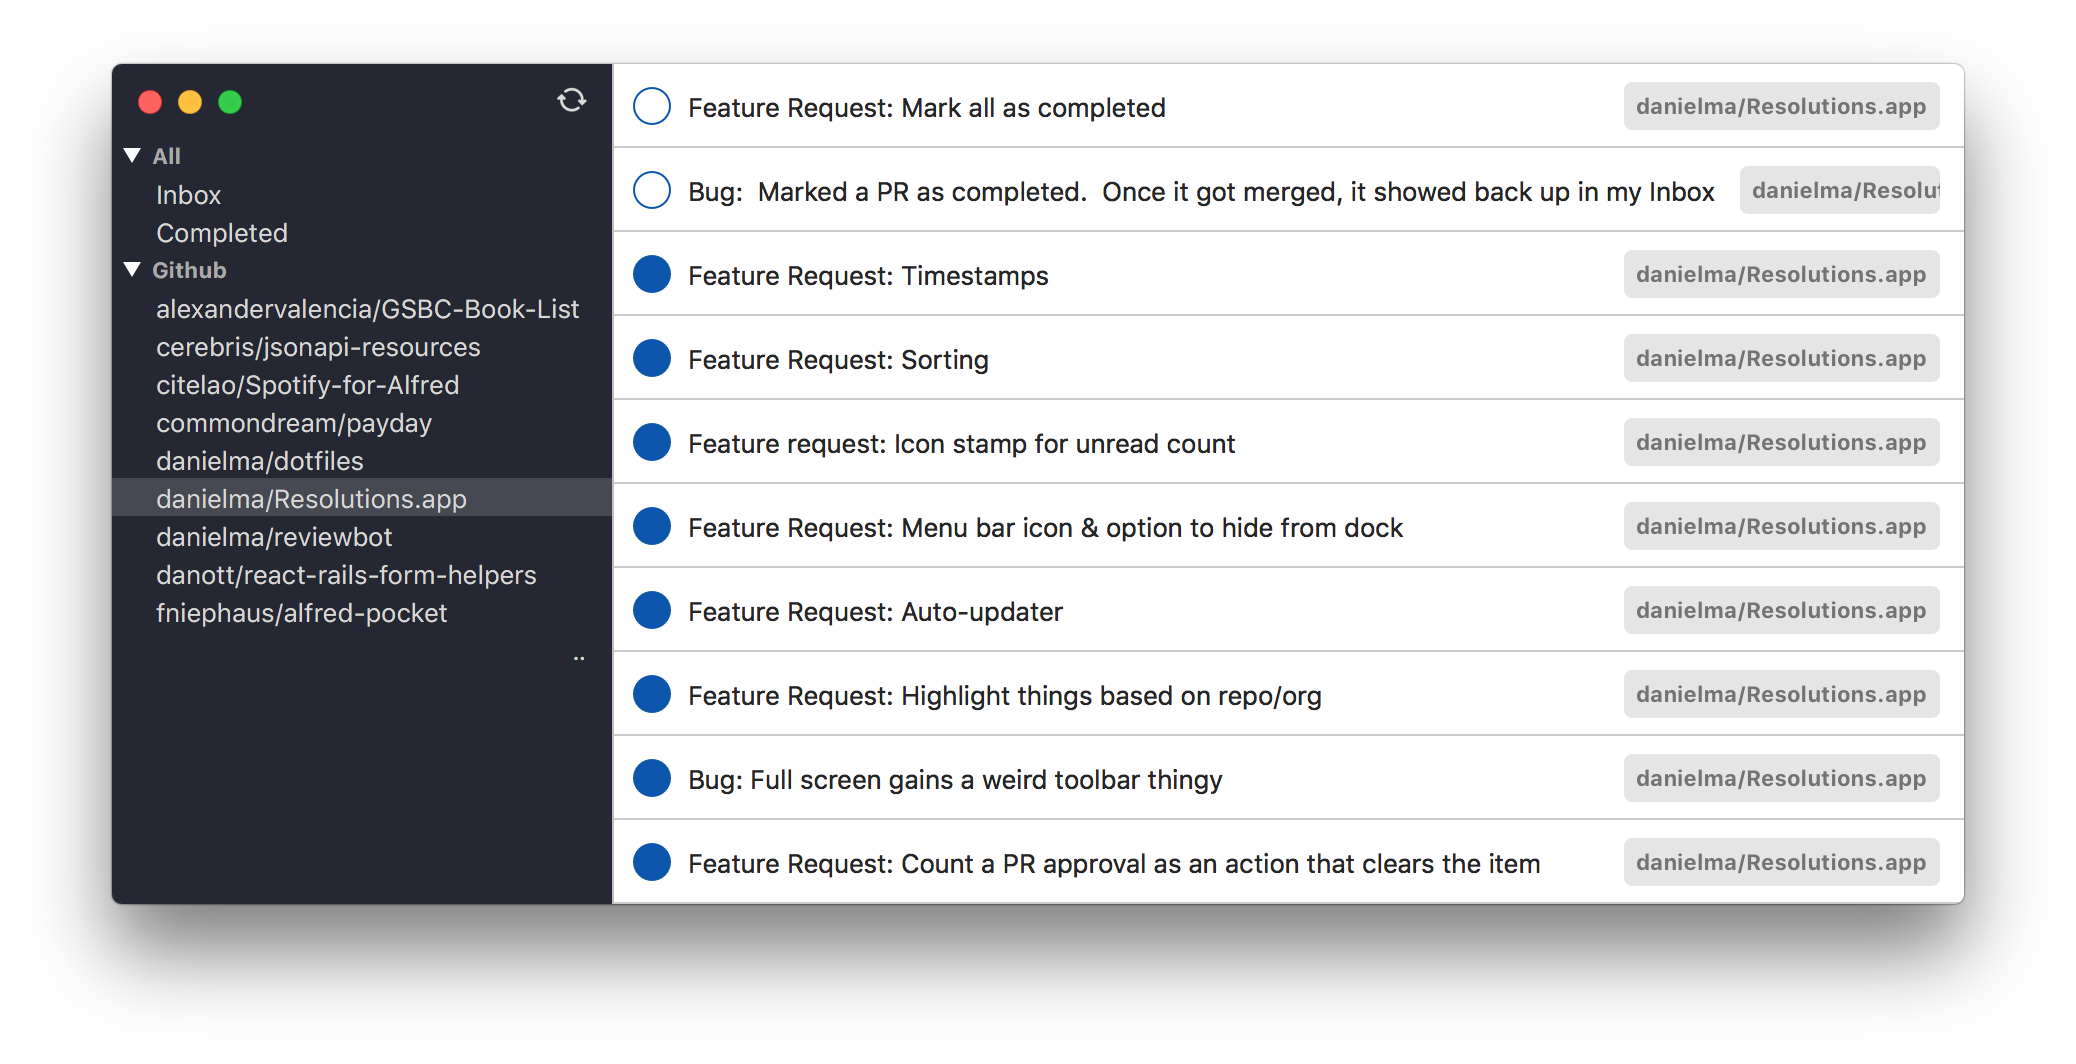 All
Inbox
Completed
Github
alexandervalencia/GSBC-Book-List
cerebris/jsonapi-resources
citelao/Spotify-for-Alfred
commondream/payday
danielma/dotfiles
danielma/Resolutions.app
danielma/reviewbot
danott/react-rails-form-helpers
fniephaus/alfred-pocket
..
Feature Request: Mark all as completed danielma/Resolutions.app
Bug:  Marked a PR as completed.  Once it got merged, it showed back up in my Inbox danielma/Resolut
Feature Request: Timestamps danielma/Resolutions.app
Feature Request: Sorting danielma/Resolutions.app
Feature request: Icon stamp for unread count danielma/Resolutions.app
Feature Request: Menu bar icon & option to hide from dock danielma/Resolutions.app
Feature Request: Auto-updater danielma/Resolutions.app
Feature Request: Highlight things based on repo/org danielma/Resolutions.app
Bug: Full screen gains a weird toolbar thingy danielma/Resolutions.app
Feature Request: Count a PR approval as an action that clears the item danielma/Resolutions.app